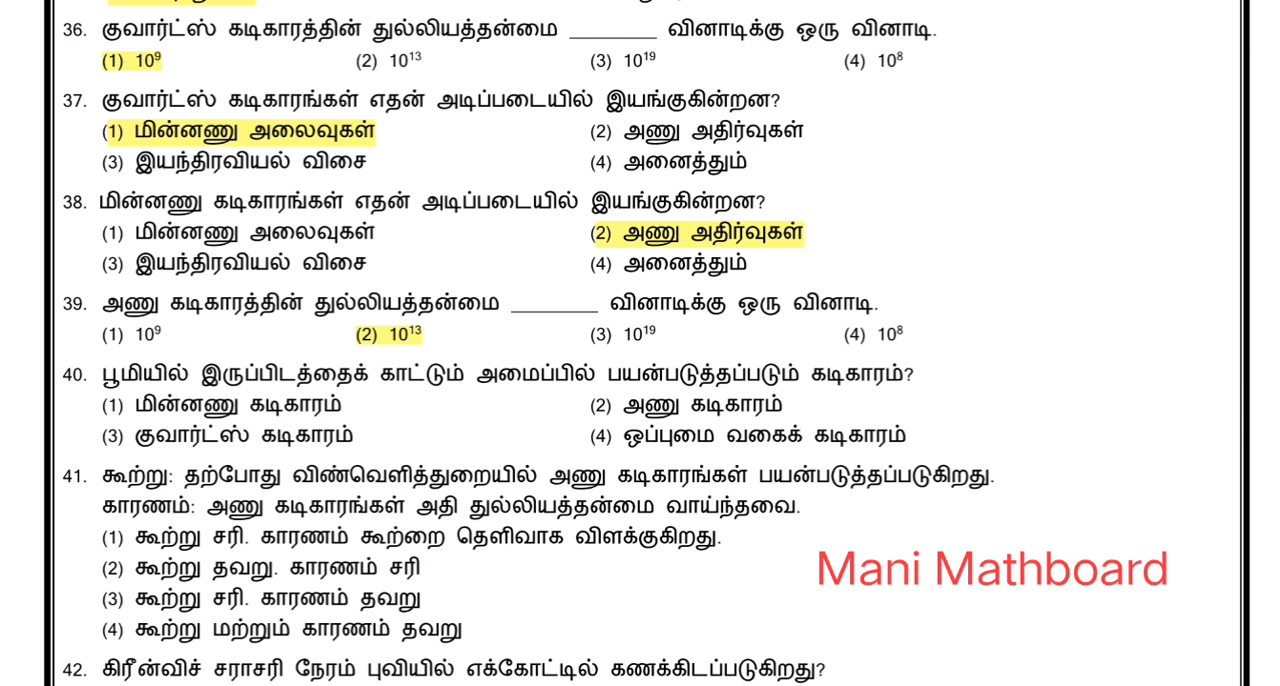 36. குவார்ட்ஸ் கடிகாரத்தின் துல்லியத்தன்மை ________ வினாடிக்கு ஒரு வினாடி.
(1) 10⁹ (2) 10¹³ (3) 10¹⁹ (4) 10⁸
37. குவார்ட்ஸ் கடிகாரங்கள் எதன் அடிப்படையில் இயங்குகின்றன?
(1) மின்னணு அலைவுகள் (2) அணு அதிர்வுகள்
(3) இயந்திரவியல் விசை (4) அனைத்தும்
38. மின்னணு கடிகாரங்கள் எதன் அடிப்படையில் இயங்குகின்றன?
(1) மின்னணு அலைவுகள் (2) அணு அதிர்வுகள்
(3) இயந்திரவியல் விசை (4) அனைத்தும்
39. அணு கடிகாரத்தின் துல்லியத்தன்மை ________ வினாடிக்கு ஒரு வினாடி.
(1) 10⁹ (2) 10¹³ (3) 10¹⁹ (4) 10⁸
40. பூமியில் இருப்பிடத்தைக் காட்டும் அமைப்பில் பயன்படுத்தப்படும் கடிகாரம்?
(1) மின்னணு கடிகாரம் (2) அணு கடிகாரம்
(3) குவார்ட்ஸ் கடிகாரம் (4) ஒப்புமை வகைக் கடிகாரம்
41. கூற்று: தற்போது விண்வெளித்துறையில் அணு கடிகாரங்கள் பயன்படுத்தப்படுகிறது.
காரணம்: அணு கடிகாரங்கள் அதி துல்லியத்தன்மை வாய்ந்தவை.
(1) கூற்று சரி. காரணம் கூற்றை தெளிவாக விளக்குகிறது.
(2) கூற்று தவறு. காரணம் சரி
Mani Mathboard
(3) கூற்று சரி. காரணம் தவறு
(4) கூற்று மற்றும் காரணம் தவறு
42. கிரீன்விச் சராசரி நேரம் புவியில் எக்கோட்டில் கணக்கிடப்படுகிறது?